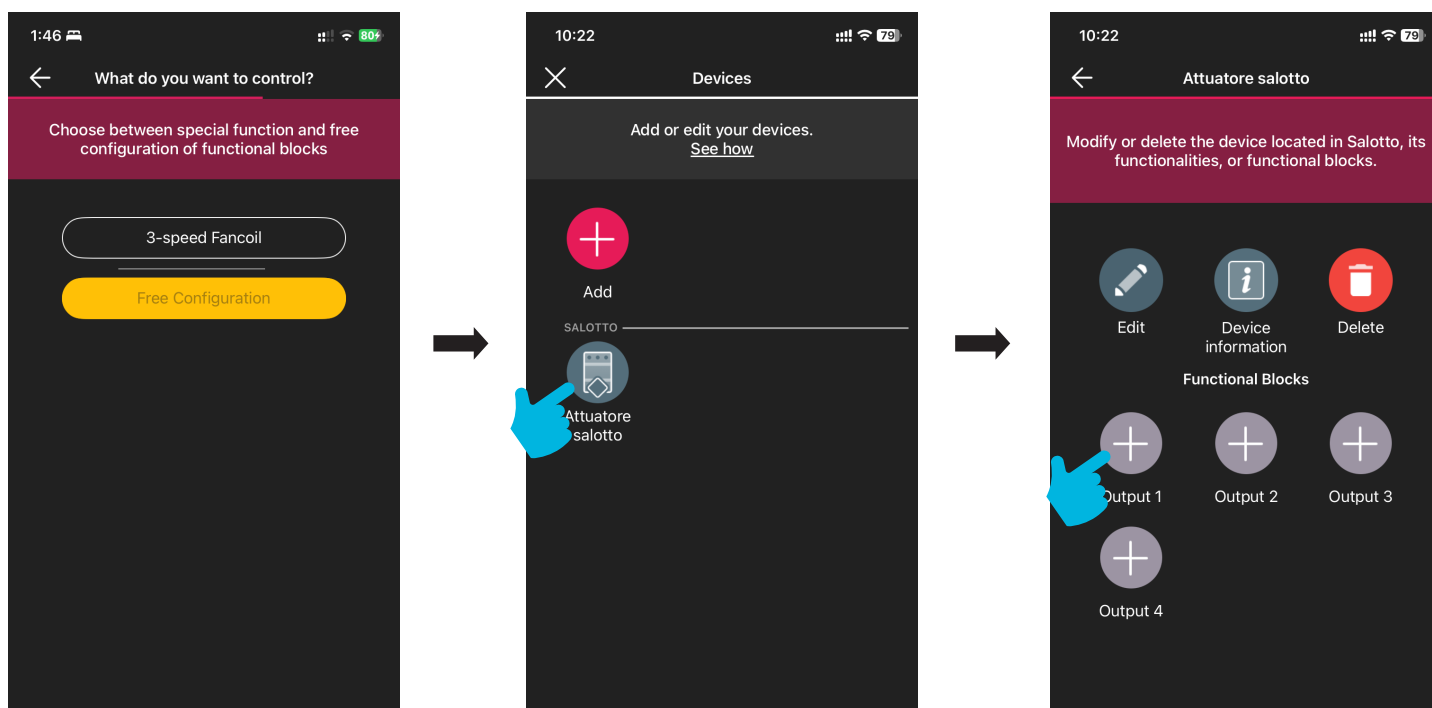 1:46
80
What do you want to control?
Choose between special function and free
configuration of functional blocks
3-speed Fancoil
Free Configuration
10:22
79
Devices
Add or edit your devices.
See how
Add
SALOTTO
Attuatore
salotto
10:22
79
Attuatore salotto
Modify or delete the device located in Salotto, its
functionalities, or functional blocks.
Edit
Device
information
Delete
Functional Blocks
Output 1
Output 2
Output 3
Output 4